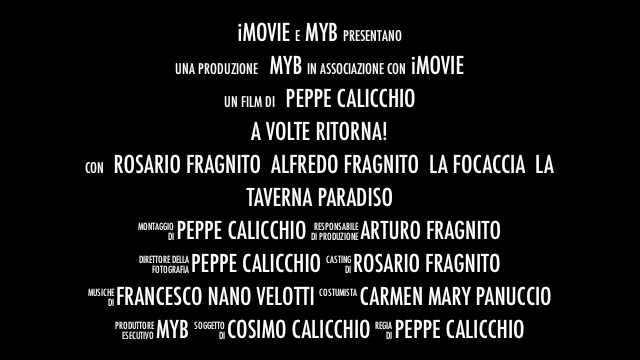 iMOVIE E MYB PRESENTANO
UNA PRODUZIONE MYB IN ASSOCIAZIONE CON iMOVIE
UN FILM DI PEPPE CALICCHIO
A VOLTE RITORNA!
CON ROSARIO FRAGNITO ALFREDO FRAGNITO LA FOCACCIA LA
TAVERNA PARADISO
MONTAGGIO DI PEPPE CALICCHIO RESPONSABILE DI PRODUZIONE ARTURO FRAGNITO
DIRETTORE DELLA FOTOGRAFIA PEPPE CALICCHIO CASTING DI ROSARIO FRAGNITO
MUSICHE DI FRANCESCO NANO VELOTTI COSTUMISTA CARMEN MARY PANUCCIO
PRODUTTORE ESECUTIVO MYB SOGGETTO DI COSIMO CALICCHIO REGIA DI PEPPE CALICCHIO